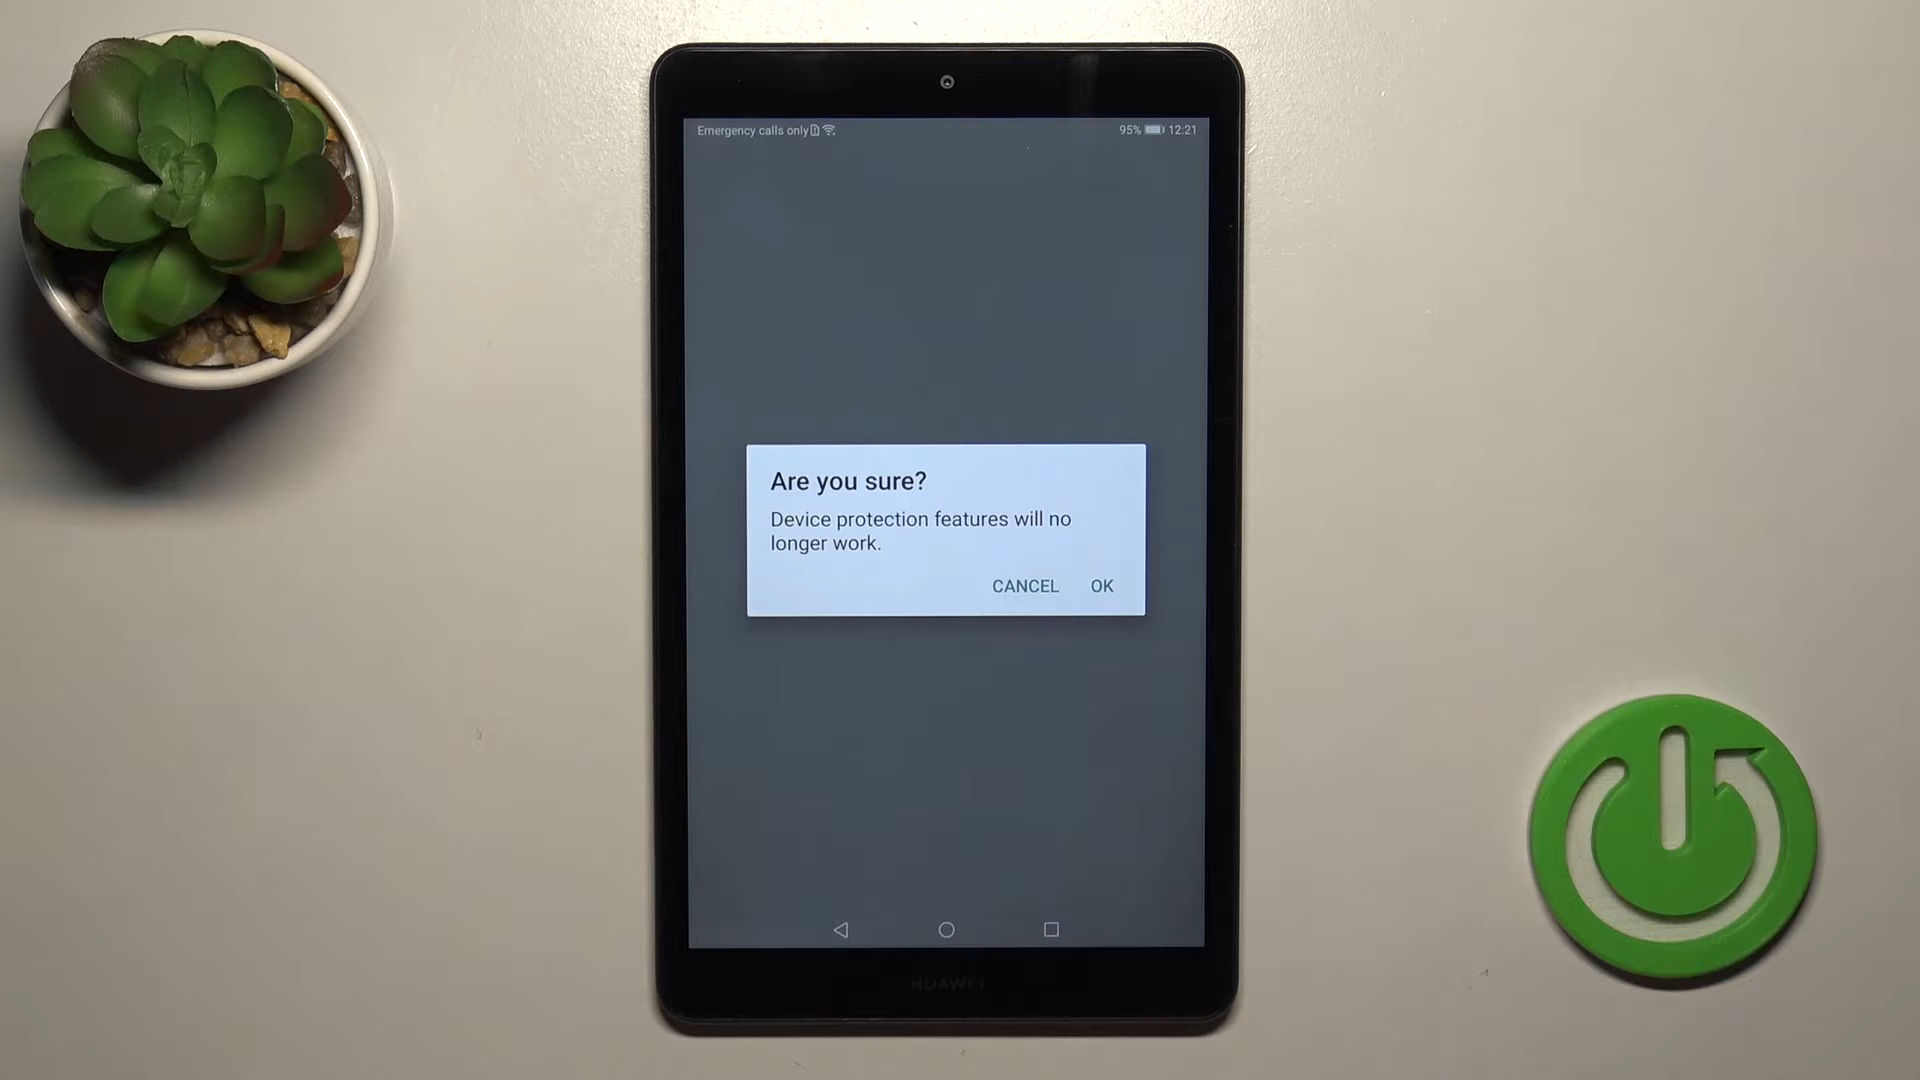 Emergency calls only
95% 12:21
Are you sure?
Device protection features will no
longer work.
CANCEL OK
HUAWEI